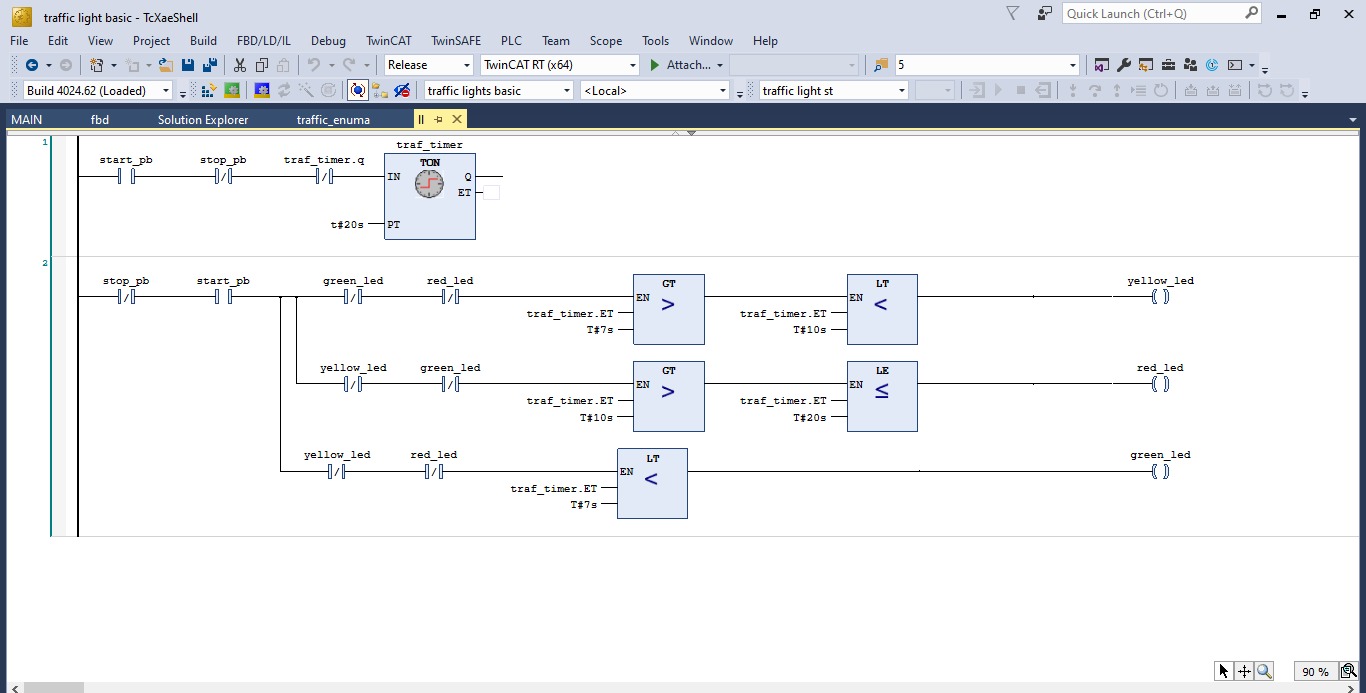 traffic light basic - TcXaeShell
Quick Launch (Ctrl+Q)
File Edit View Project Build FBD/LD/IL Debug TwinCAT TwinSAFE PLC Team Scope Tools Window Help
Release TwinCAT RT (x64) Attach... 5
Build 4024.62 (Loaded) traffic lights basic <Local> traffic light st
MAIN fbd Solution Explorer traffic_enuma ll
1
traf_timer
start_pb stop_pb traf_timer.q
TON
IN Q
ET
t#20s PT
2
stop_pb start_pb green_led red_led GT LT yellow_led
EN > EN <
traf_timer.ET traf_timer.ET
T#7s T#10s
yellow_led green_led GT LE red_led
EN > EN ≤
traf_timer.ET traf_timer.ET
T#10s T#20s
yellow_led red_led LT green_led
EN <
traf_timer.ET
T#7s
90 %